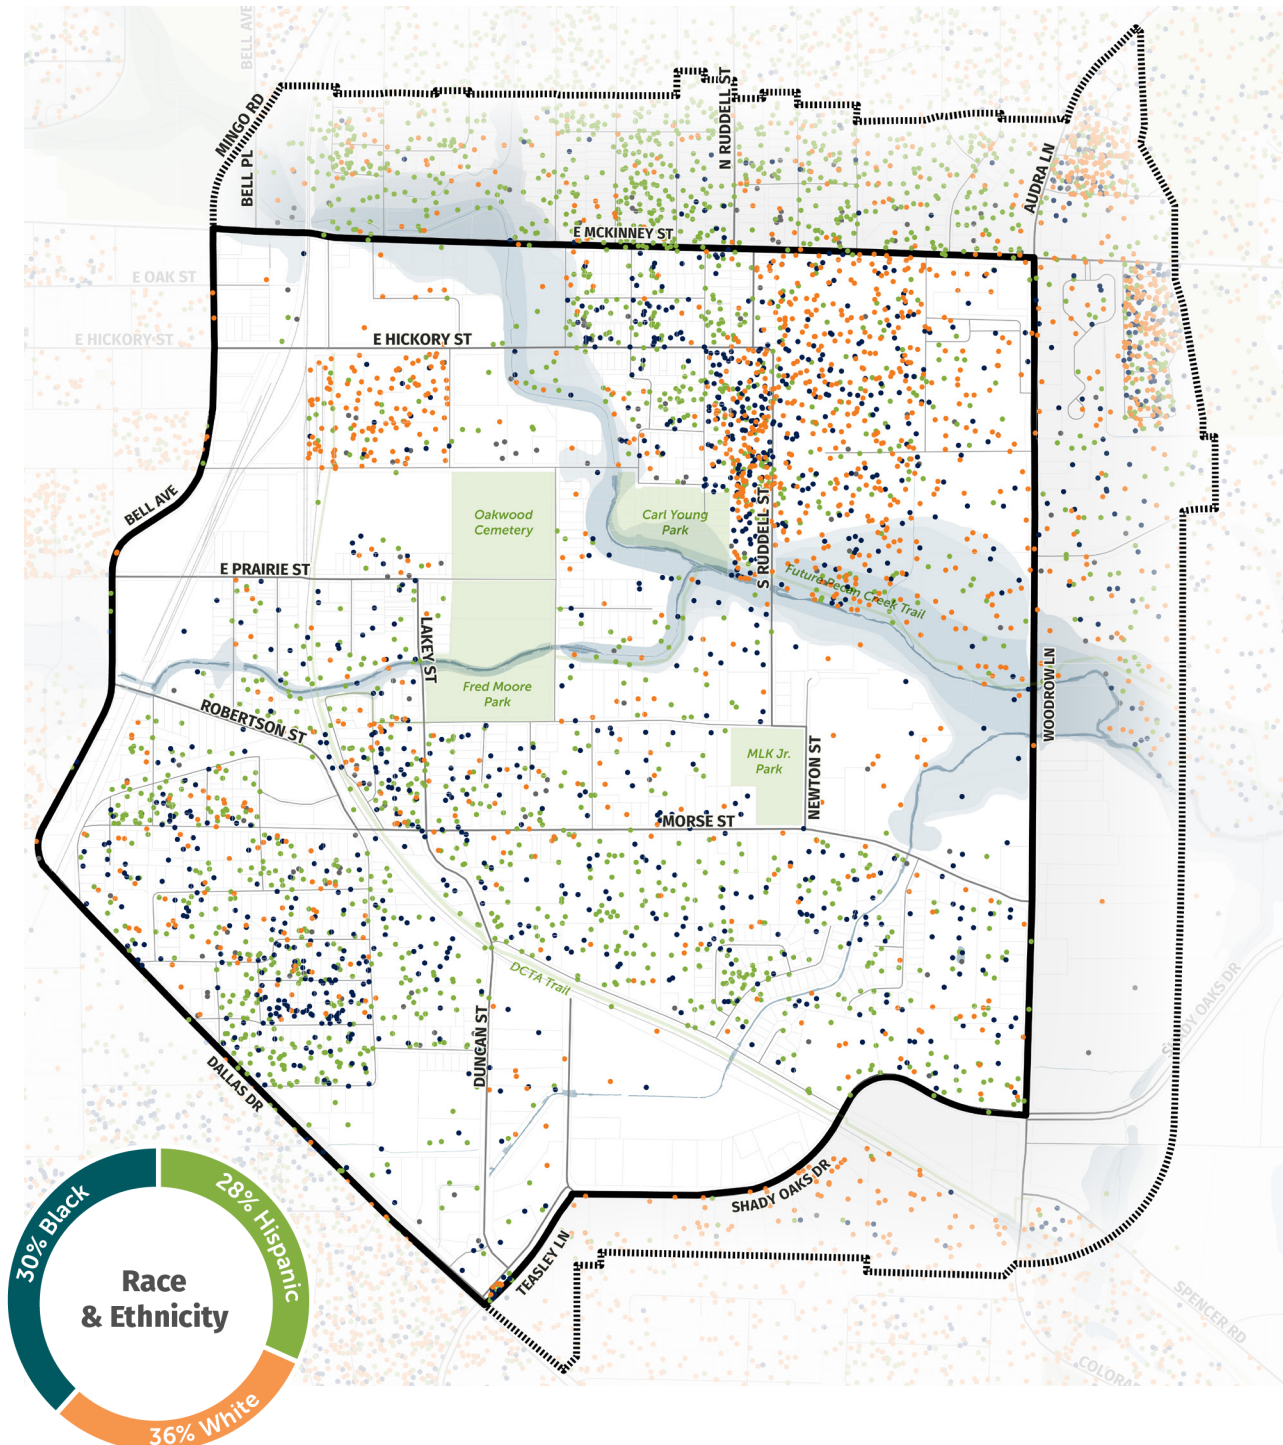 BELL AVE
MINGO RD
BELL PL
N RUDDELL ST
AUDRA LN
E MCKINNEY ST
E OAK ST
E HICKORY ST
E HICKORY ST
BELL AVE
Oakwood
Cemetery
Carl Young
Park
S RUDDELL ST
E PRAIRIE ST
Future Pecan Creek Trail
LAKEY ST
WOODROW LN
Fred Moore
Park
ROBERTSON ST
MLK Jr.
Park
NEWTON ST
MORSE ST
DCTA Trail
SHADY OAKS DR
DUNCAN ST
DALLAS DR
SHADY OAKS DR
TEASLEY LN
SPENCER RD
30% Black
28% Hispanic
36% White
Race
& Ethnicity